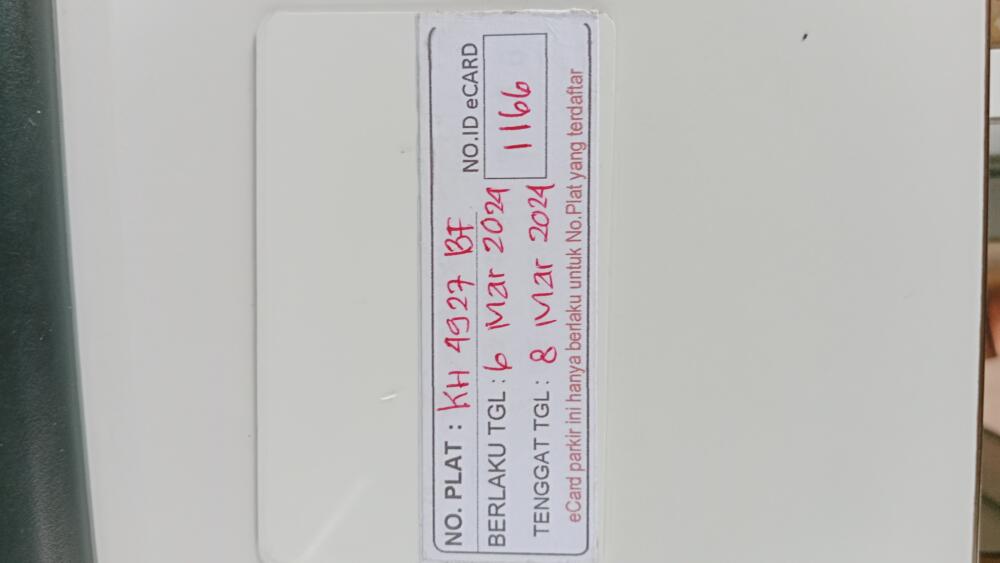 NO. PLAT : KH 4927 BF
NO.ID eCARD
1166
BERLAKU TGL : 6 Mar 2024
TENGGAT TGL : 8 Mar 2024
eCard parkir ini hanya berlaku untuk No.Plat yang terdaftar